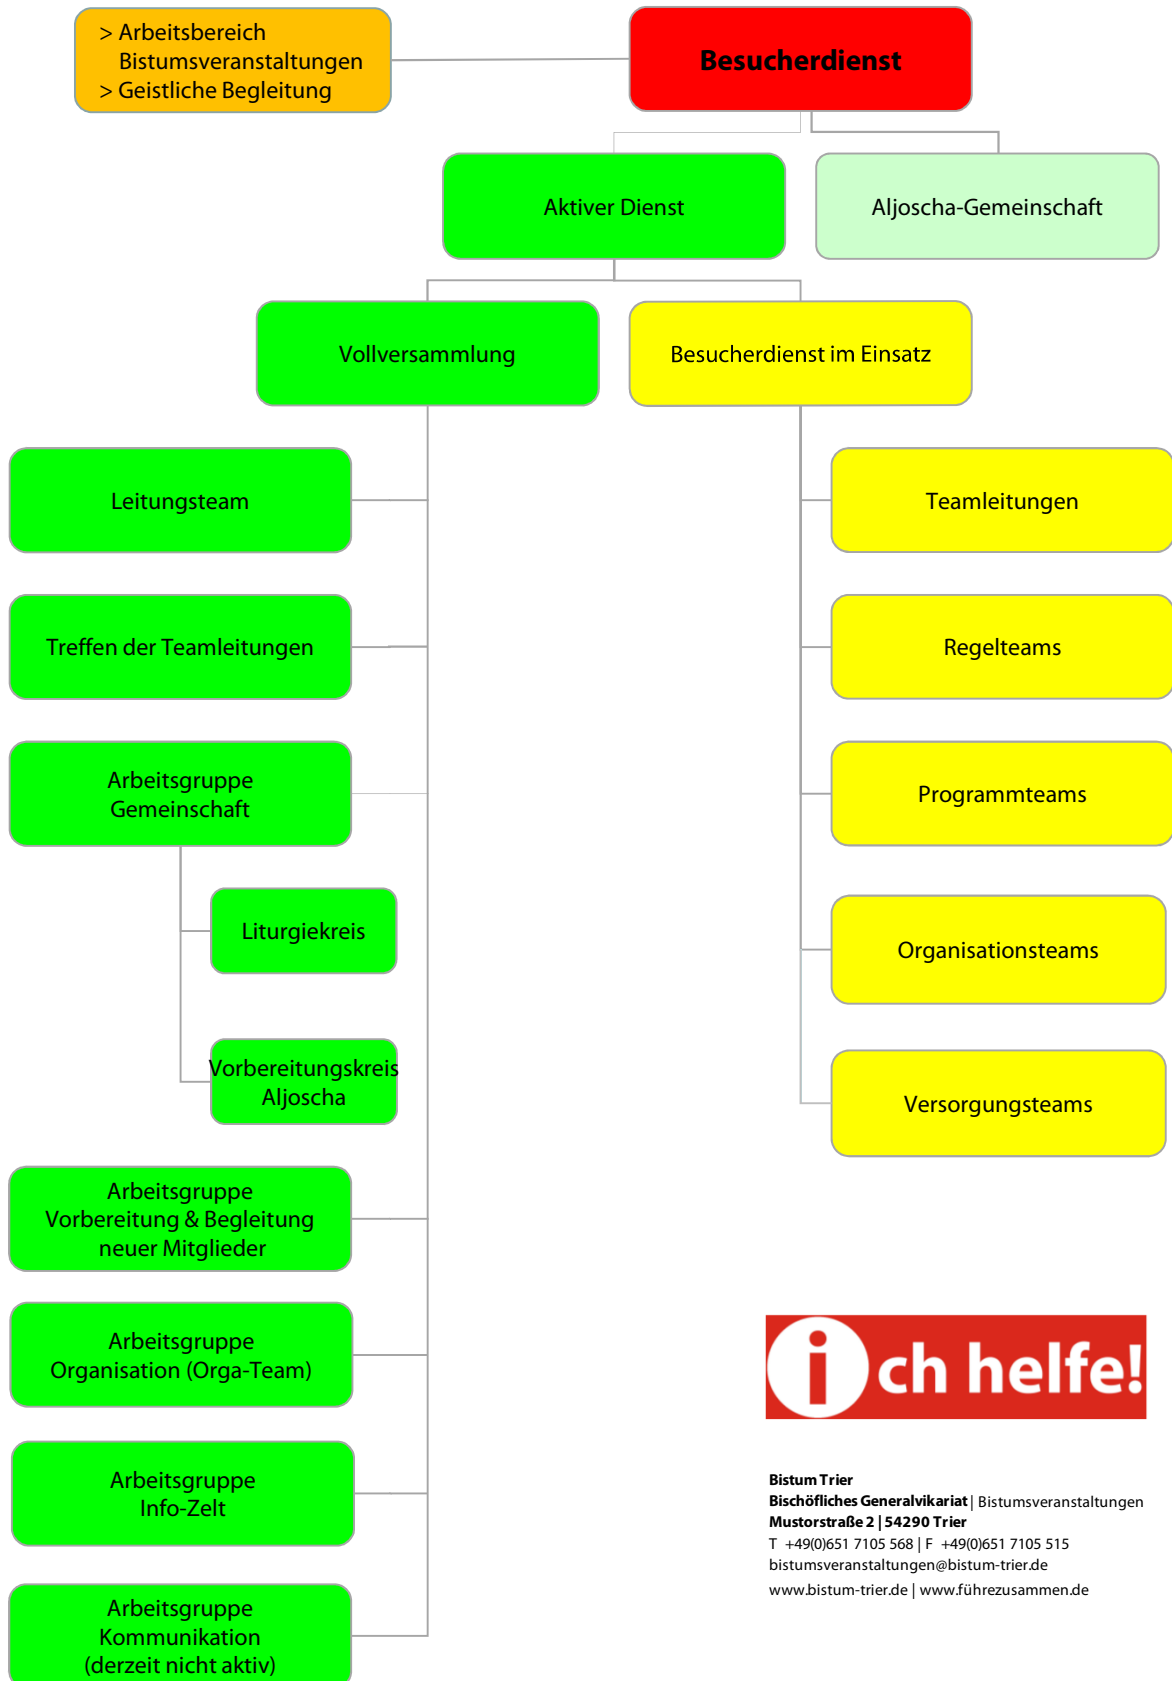 > Arbeitsbereich
Bistumsveranstaltungen
> Geistliche Begleitung
Besucherdienst
Aktiver Dienst
Aljoscha-Gemeinschaft
Vollversammlung
Besucherdienst im Einsatz
Leitungsteam
Teamleitungen
Treffen der Teamleitungen
Regelteams
Arbeitsgruppe
Gemeinschaft
Programmteams
Liturgiekreis
Organisationsteams
Vorbereitungskreis
Aljoscha
Versorgungsteams
Arbeitsgruppe
Vorbereitung & Begleitung
neuer Mitglieder
Arbeitsgruppe
Organisation (Orga-Team)
ich helfe!
Arbeitsgruppe
Info-Zelt
Bistum Trier
Bischöfliches Generalvikariat | Bistumsveranstaltungen
Mustorstraße 2 | 54290 Trier
T +49(0)651 7105 568 | F +49(0)651 7105 515
bistumsveranstaltungen@bistum-trier.de
www.bistum-trier.de | www.führezusammen.de
Arbeitsgruppe
Kommunikation
(derzeit nicht aktiv)